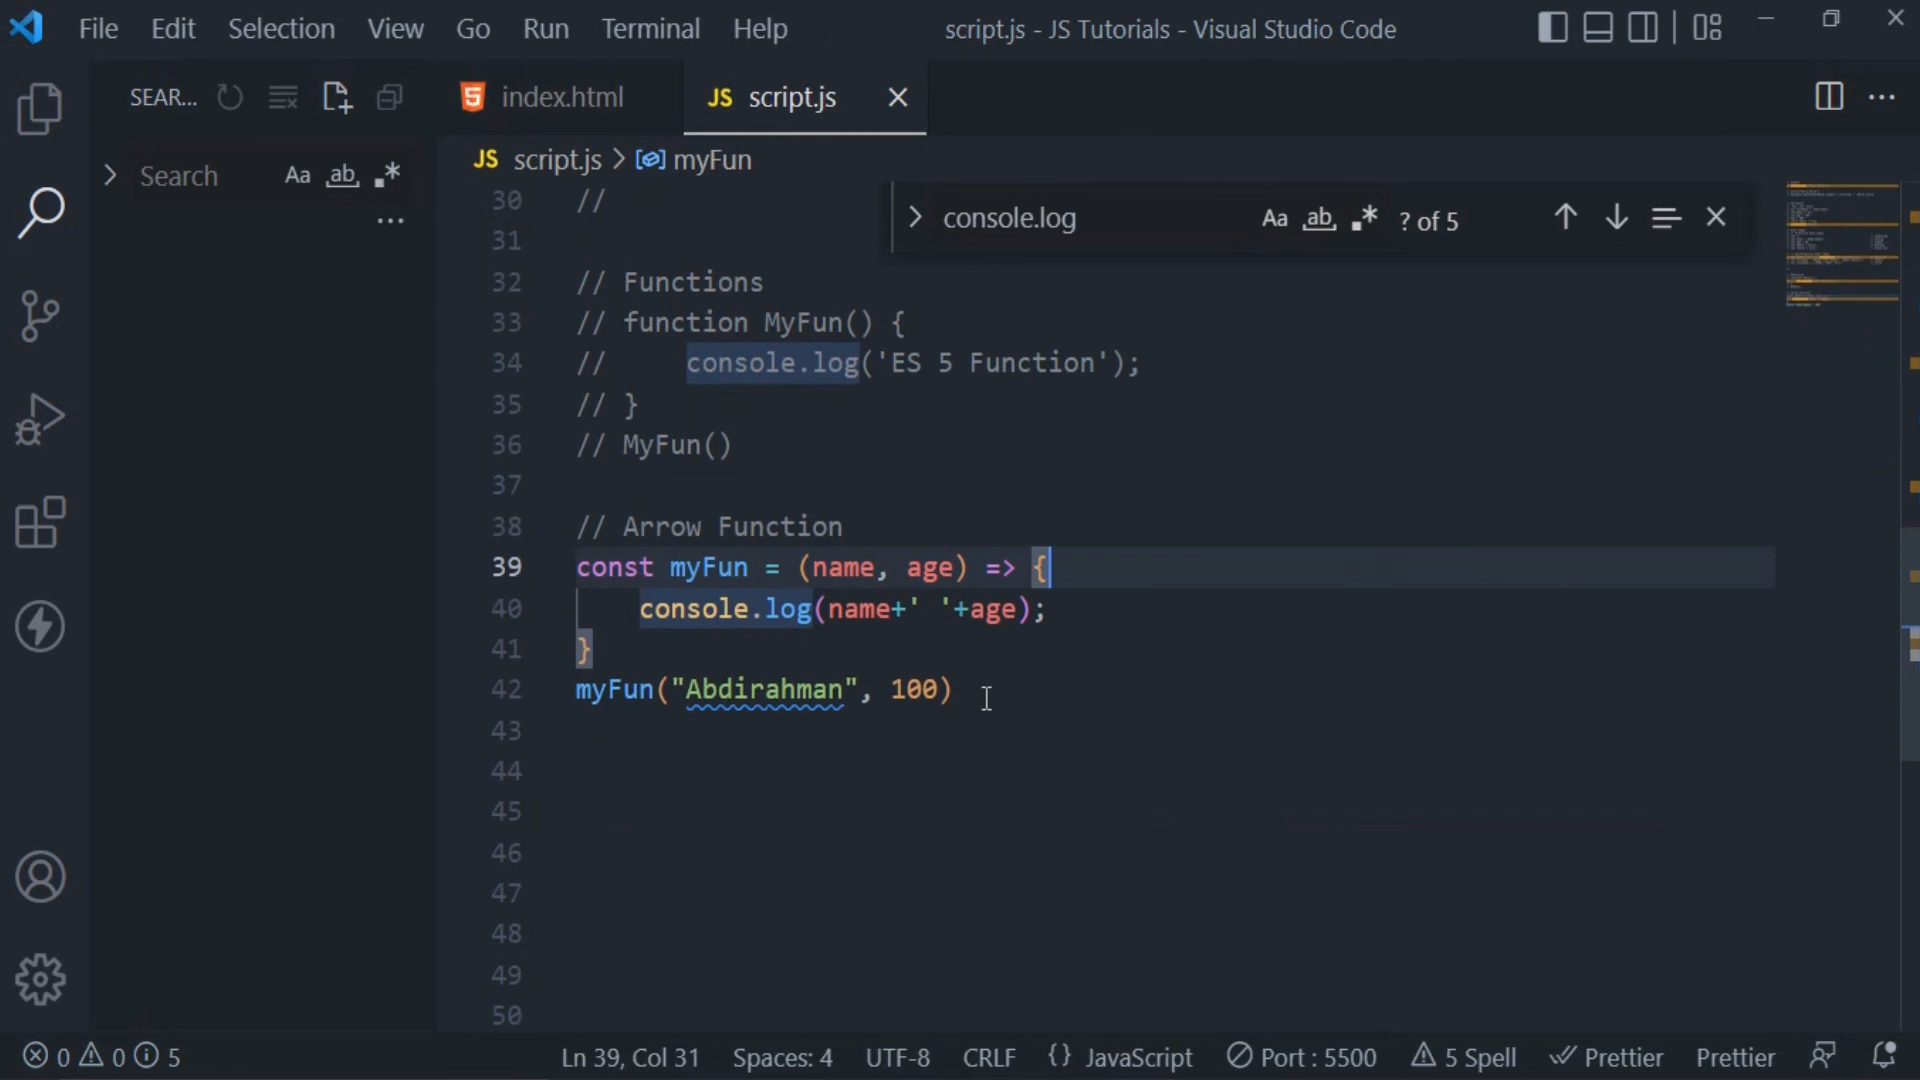 File Edit Selection View Go Run Terminal Help script.js - JS Tutorials - Visual Studio Code
SEAR... index.html JS script.js
Search Aa ab, .*
JS script.js > myFun
console.log Aa ab, .* ? of 5
30 //
31
32 // Functions
33 // function MyFun() {
34 //     console.log('ES 5 Function');
35 // }
36 // MyFun()
37
38 // Arrow Function
39 const myFun = (name, age) => {
40     console.log(name+' '+age);
41 }
42 myFun("Abdirahman", 100)
43
44
45
46
47
48
49
50
0 0 5 Ln 39, Col 31 Spaces: 4 UTF-8 CRLF {} JavaScript Port : 5500 5 Spell Prettier Prettier